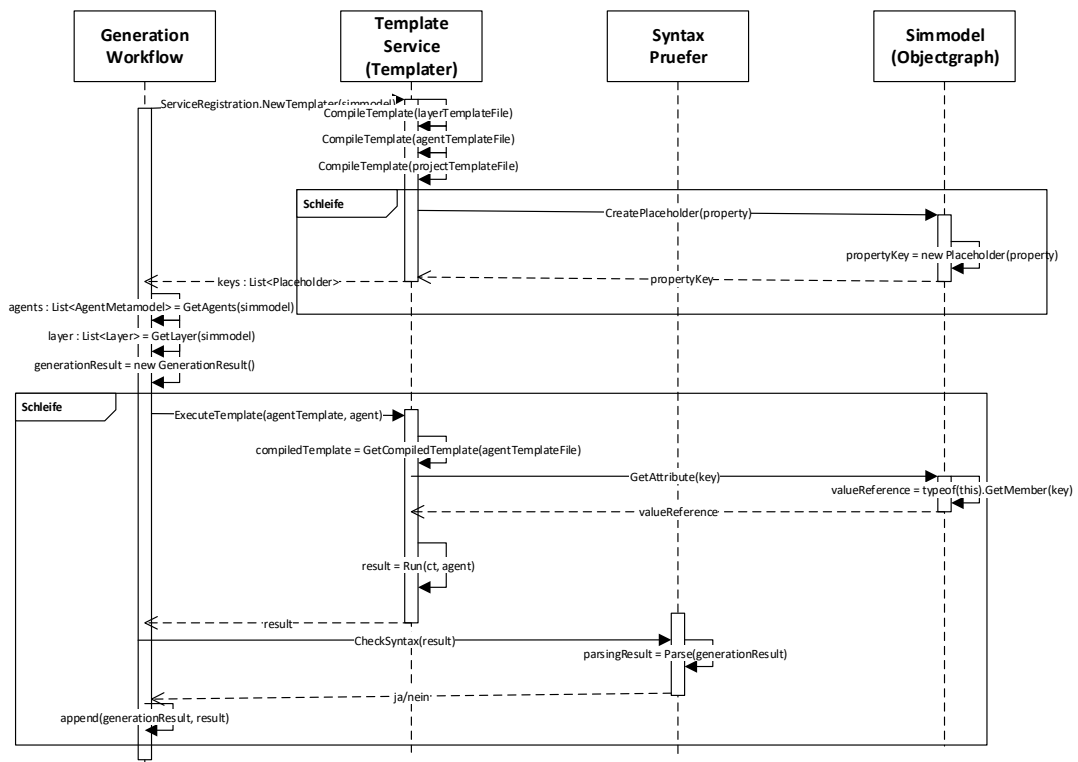 Generation
Workflow
Template
Service
(Templater)
Syntax
Pruefer
Simmodel
(Objectgraph)
ServiceRegistration.NewTemplater(simmodel)
CompileTemplate(layerTemplateFile)
CompileTemplate(agentTemplateFile)
CompileTemplate(projectTemplateFile)
Schleife
CreatePlaceholder(property)
propertyKey = new Placeholder(property)
propertyKey
keys : List<Placeholder>
agents : List<AgentMetamodel> = GetAgents(simmodel)
layer : List<Layer> = GetLayer(simmodel)
generationResult = new GenerationResult()
Schleife
ExecuteTemplate(agentTemplate, agent)
compiledTemplate = GetCompiledTemplate(agentTemplateFile)
GetAttribute(key)
valueReference = typeof(this).GetMember(key)
valueReference
result = Run(ct, agent)
result
CheckSyntax(result)
parsingResult = Parse(generationResult)
ja/nein
append(generationResult, result)